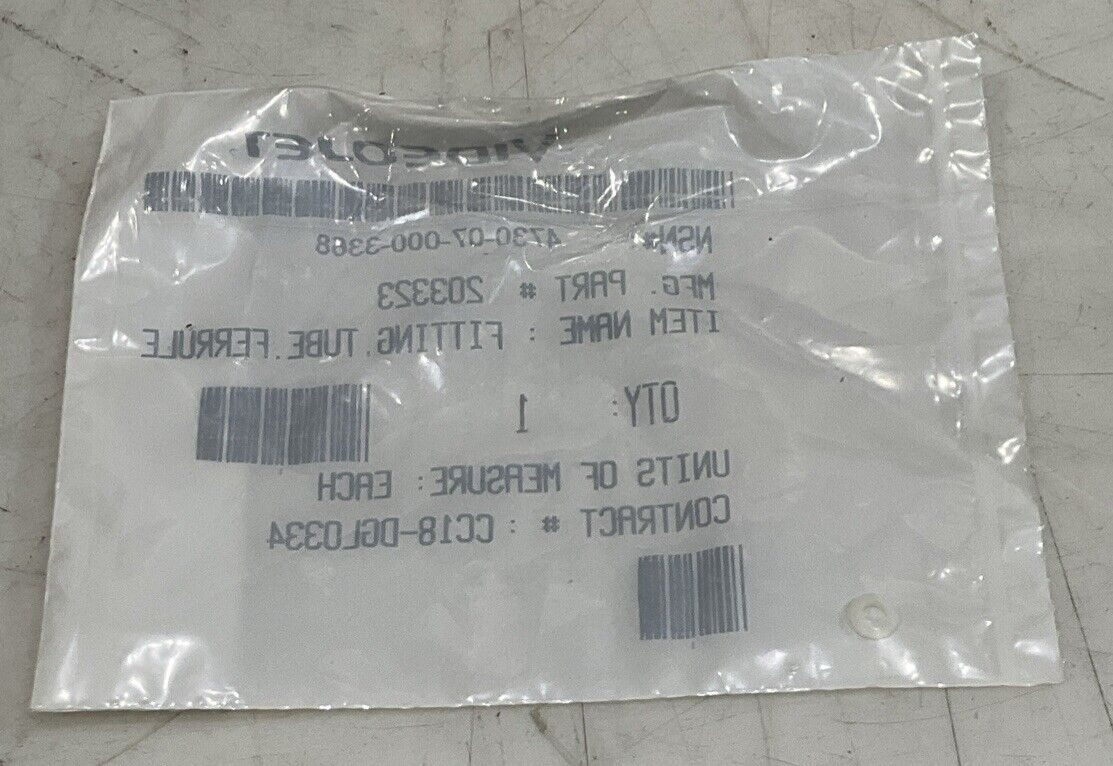 VIDEOJET
NSN# 4730-07-000-3368
MFG. PART # 203323
ITEM NAME : FITTING.TUBE.FERRULE
QTY: 1
UNITS OF MEASURE: EACH
CONTRACT # : CC18-DGL0334